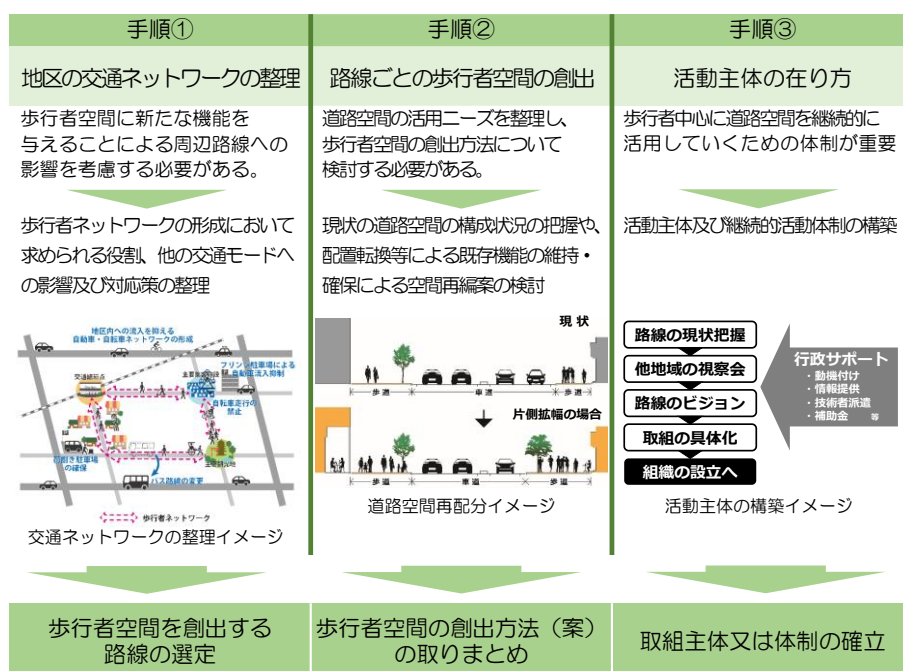 手順①
地区の交通ネットワークの整理
歩行者空間に新たな機能を
与えることによる周辺路線への
影響を考慮する必要がある。
歩行者ネットワークの形成において
求められる役割、他の交通モードへ
の影響及び対応策の整理
地区内への流入を抑える
自動車・自転車ネットワークの形成
フリンジ駐車場による
自動車流入抑制
交通結節点
自転車走行の
禁止
荷捌き駐車場
の確保
主要観光地
バス路線の変更
歩行者ネットワーク
交通ネットワークの整理イメージ
歩行者空間を創出する
路線の選定
手順②
路線ごとの歩行者空間の創出
道路空間の活用ニーズを整理し、
歩行者空間の創出方法について
検討する必要がある。
現状の道路空間の構成状況の把握や、
配置転換等による既存機能の維持・
確保による空間再編案の検討
現 状
歩 道 車 道 歩 道
片側拡幅の場合
歩 道 車 道 歩 道
道路空間再配分イメージ
歩行者空間の創出方法（案）
の取りまとめ
手順③
活動主体の在り方
歩行者中心に道路空間を継続的に
活用していくための体制が重要
活動主体及び継続的活動体制の構築
路線の現状把握
他地域の視察会
路線のビジョン
取組の具体化
組織の設立へ
行政サポート
・動機付け
・情報提供
・技術者派遣
・補助金 等
活動主体の構築イメージ
取組主体又は体制の確立